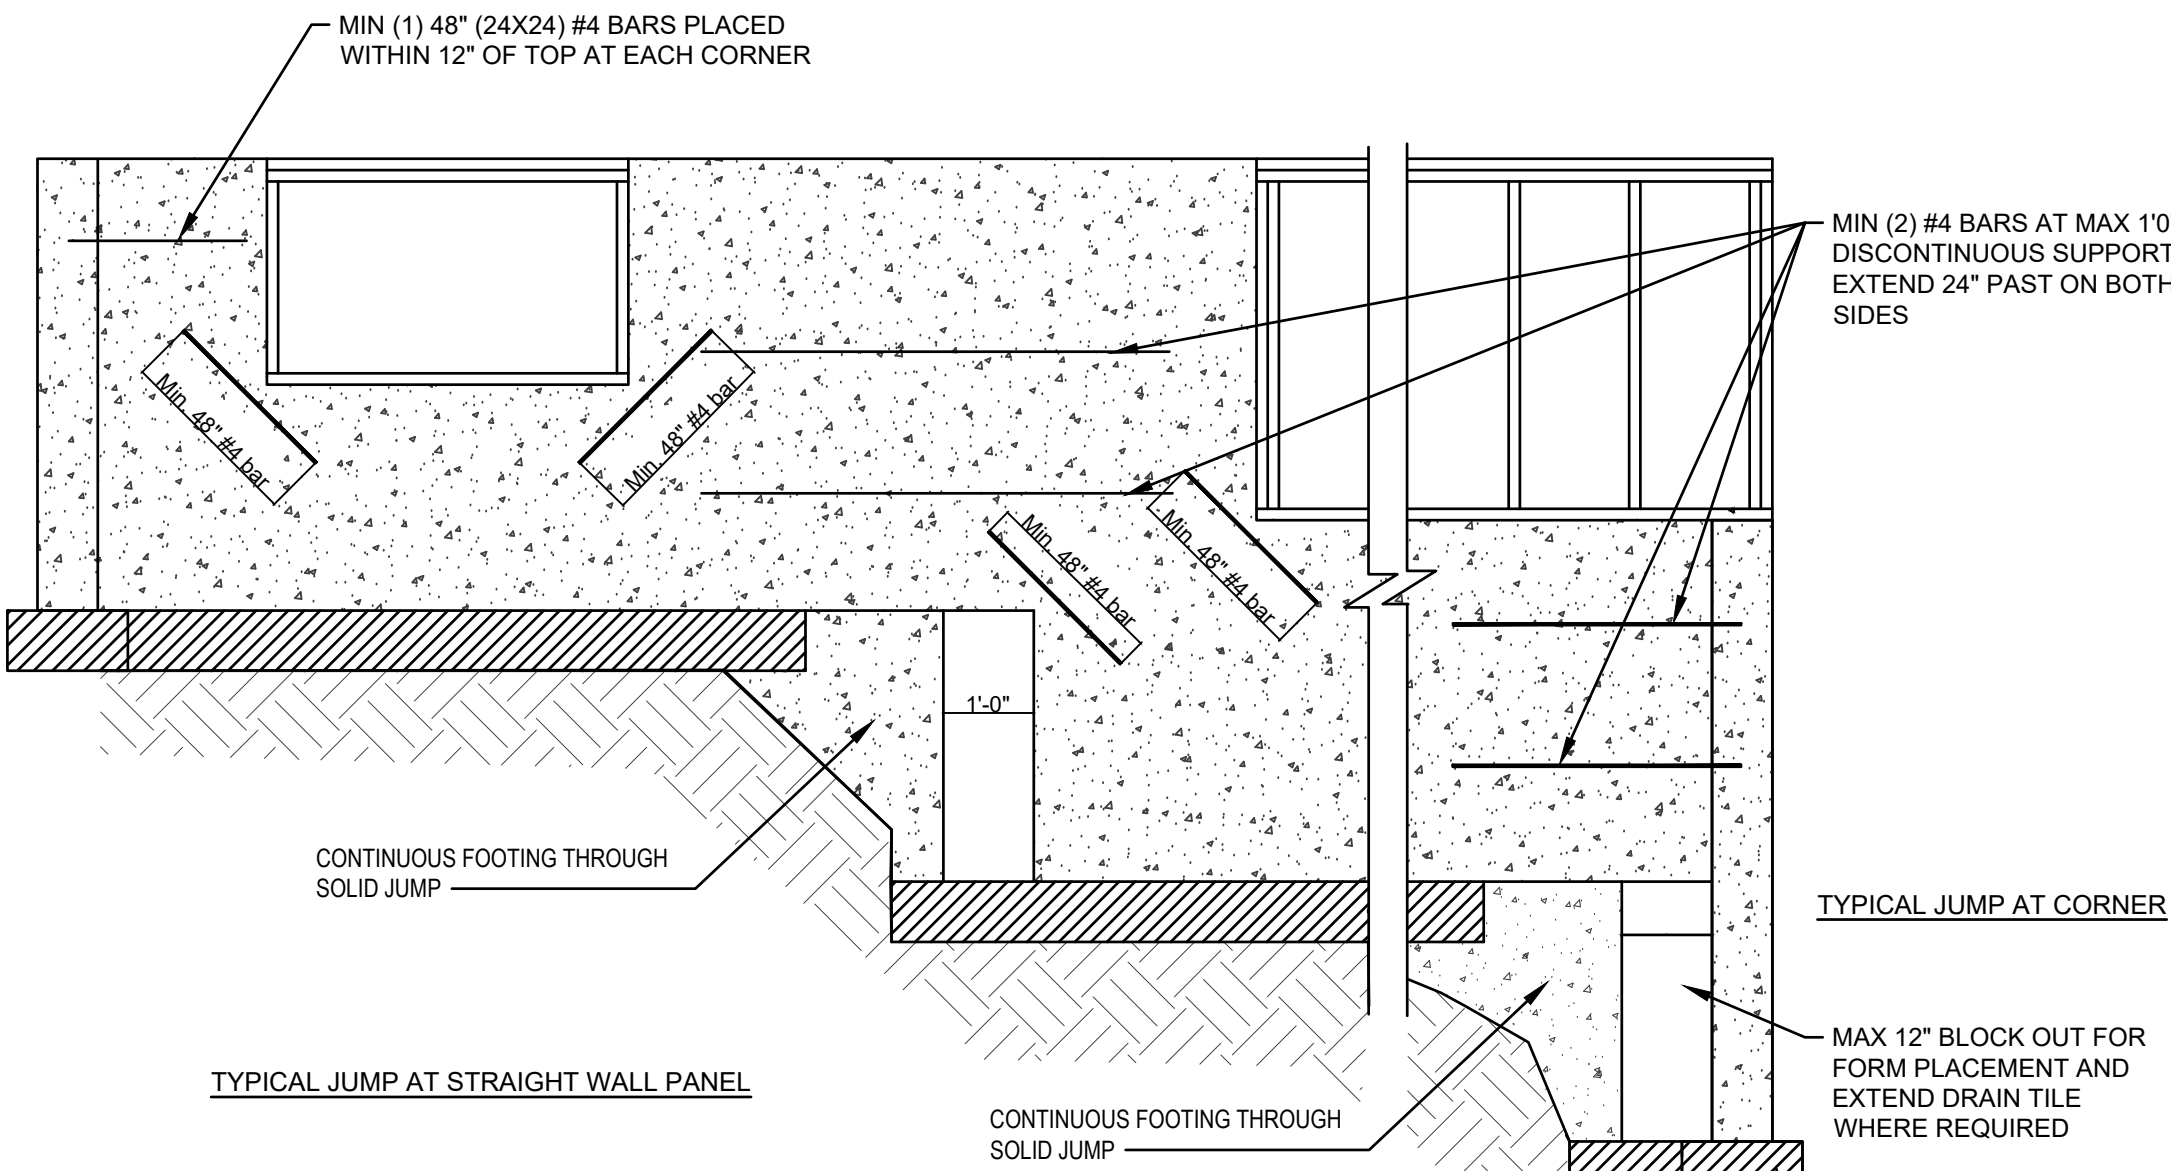 MIN (1) 48" (24X24) #4 BARS PLACED
WITHIN 12" OF TOP AT EACH CORNER
MIN (2) #4 BARS AT MAX 1'0
DISCONTINUOUS SUPPORT
EXTEND 24" PAST ON BOTH
SIDES
Min. 48" #4 bar
Min. 48" #4 bar
Min. 48" #4 bar
Min. 48" #4 bar
1'-0"
CONTINUOUS FOOTING THROUGH
SOLID JUMP
TYPICAL JUMP AT CORNER
MAX 12" BLOCK OUT FOR
FORM PLACEMENT AND
EXTEND DRAIN TILE
WHERE REQUIRED
TYPICAL JUMP AT STRAIGHT WALL PANEL
CONTINUOUS FOOTING THROUGH
SOLID JUMP